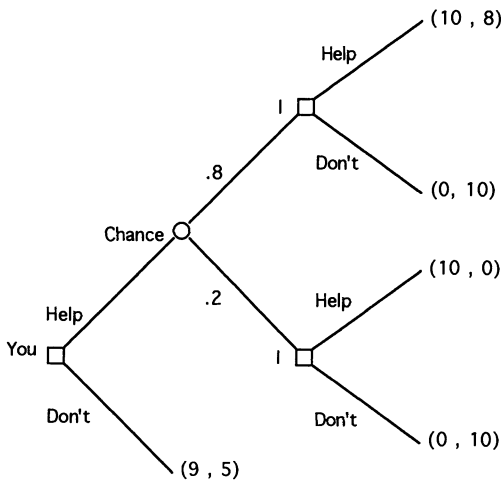 (10 , 8)
Help
I
Don't
.8
(0, 10)
Chance
(10 , 0)
.2
Help
Help
You
I
Don't
Don't
(0 , 10)
(9 , 5)